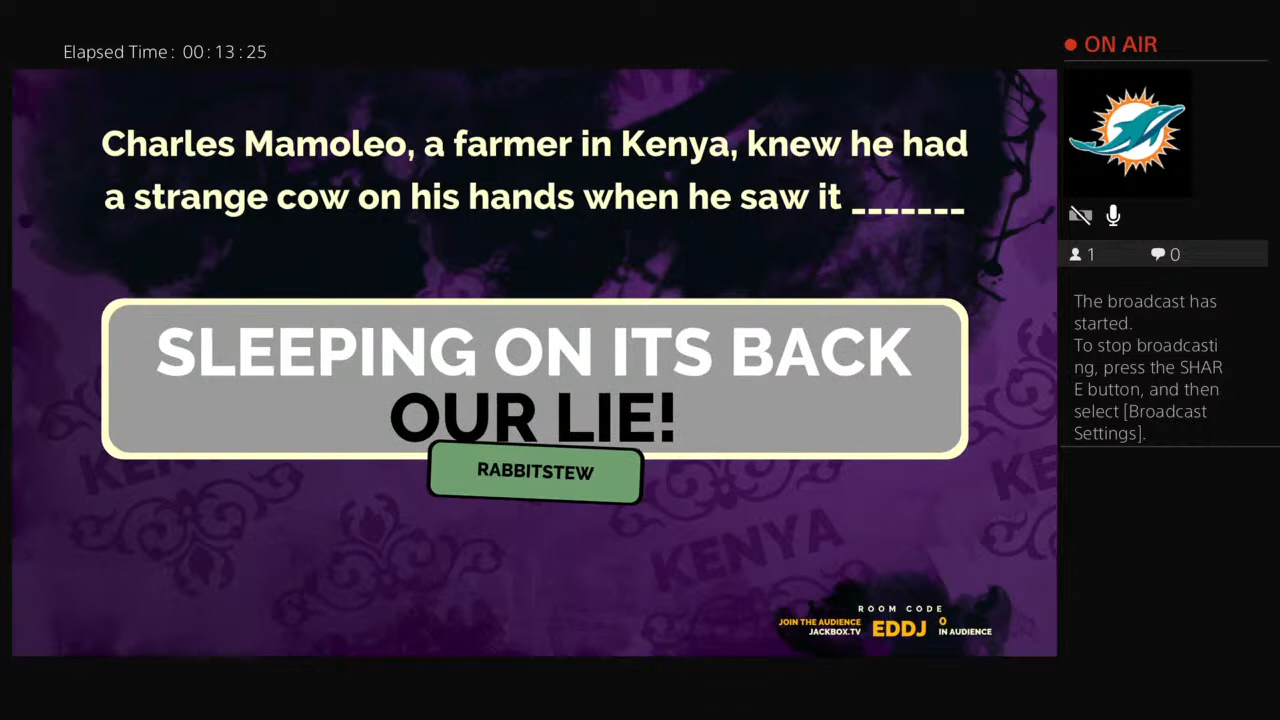 Elapsed Time: 00:13:25
ON AIR
Charles Mamoleo, a farmer in Kenya, knew he had
a strange cow on his hands when he saw it _______
SLEEPING ON ITS BACK
OUR LIE!
RABBITSTEW
1
0
The broadcast has
started.
To stop broadcasti
ng, press the SHAR
E button, and then
select [Broadcast
Settings].
KENYA
KENYA
KE
ROOM CODE
JOIN THE AUDIENCE
JACKBOX.TV
EDDJ
0
IN AUDIENCE